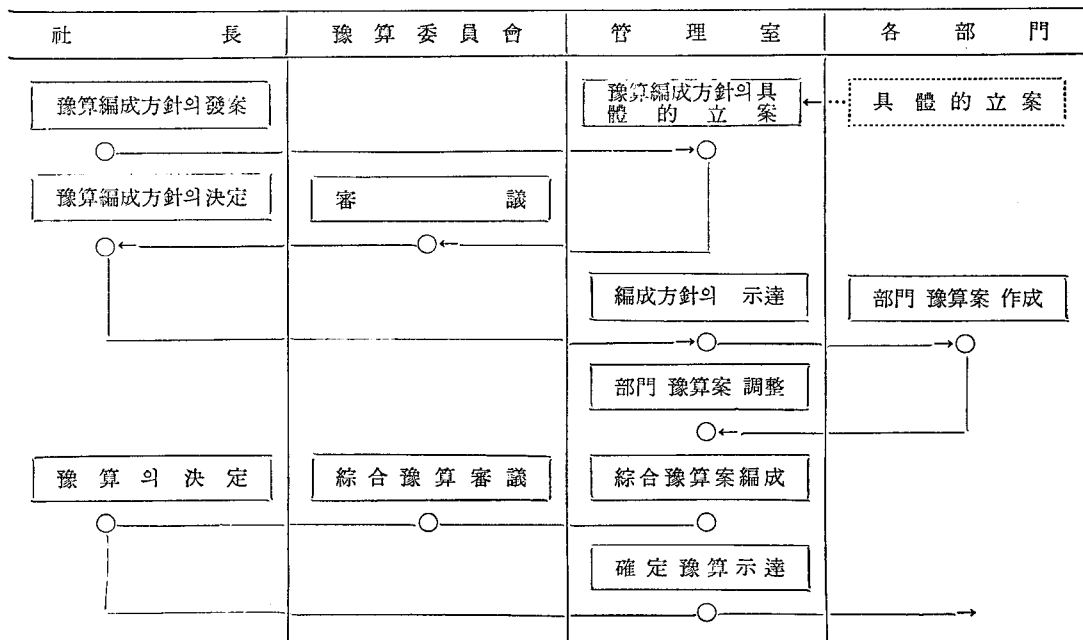 社長
豫算委員會
管理室
各部門
豫算編成方針의發案
豫算編成方針의具
體的立案
具體的立案
豫算編成方針의決定
審議
編成方針의 示達
部門 豫算案 作成
部門 豫算案 調整
豫算의決定
綜合豫算審議
綜合豫算案編成
確定豫算示達